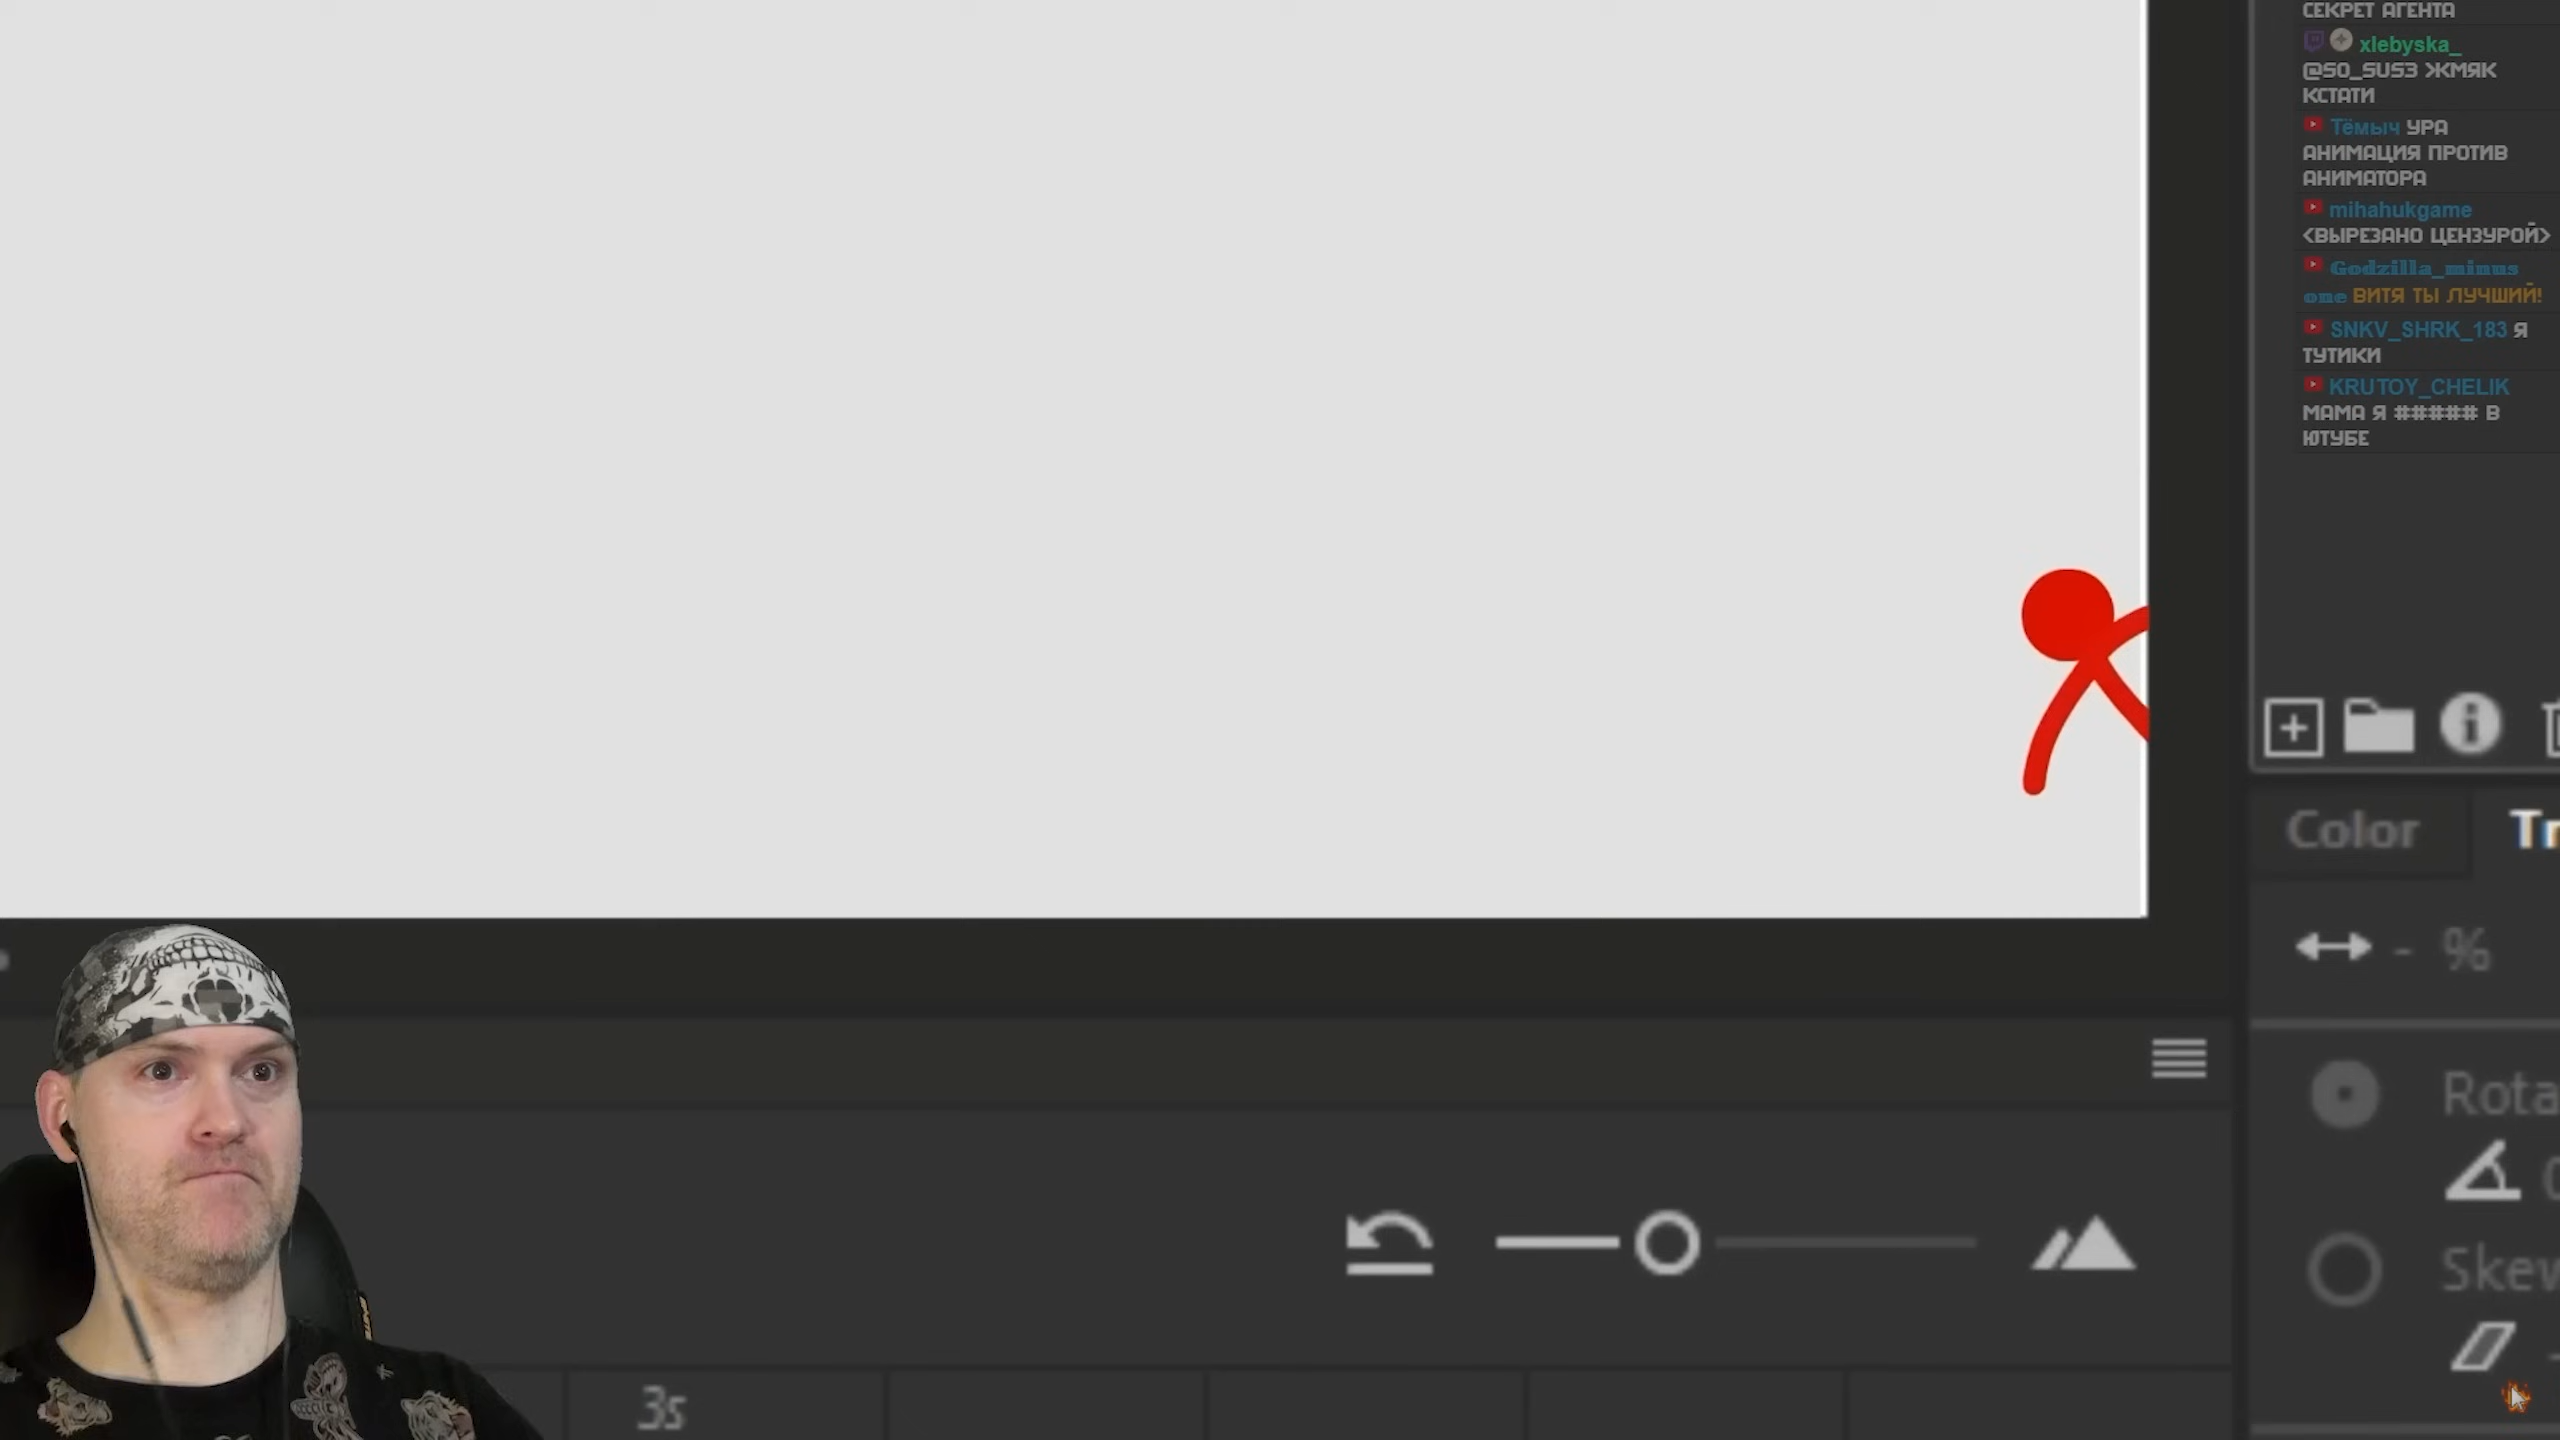 СЕКРЕТ АГЕНТА
xlebyska_
@SO_SUS3 ЖМЯК
КСТАТИ
Тёмыч УРА
АНИМАЦИЯ ПРОТИВ
АНИМАТОРА
mihahukgame
<ВЫРЕЗАНО ЦЕНЗУРОЙ>
Godzilla_minus
one ВИТЯ ТЫ ЛУЧШИЙ!
SNKV_SHRK_183 Я
ТУТИКИ
KRUTOY_CHELIK
МАМА Я ##### В
ЮТУБЕ
Color
- %
3s